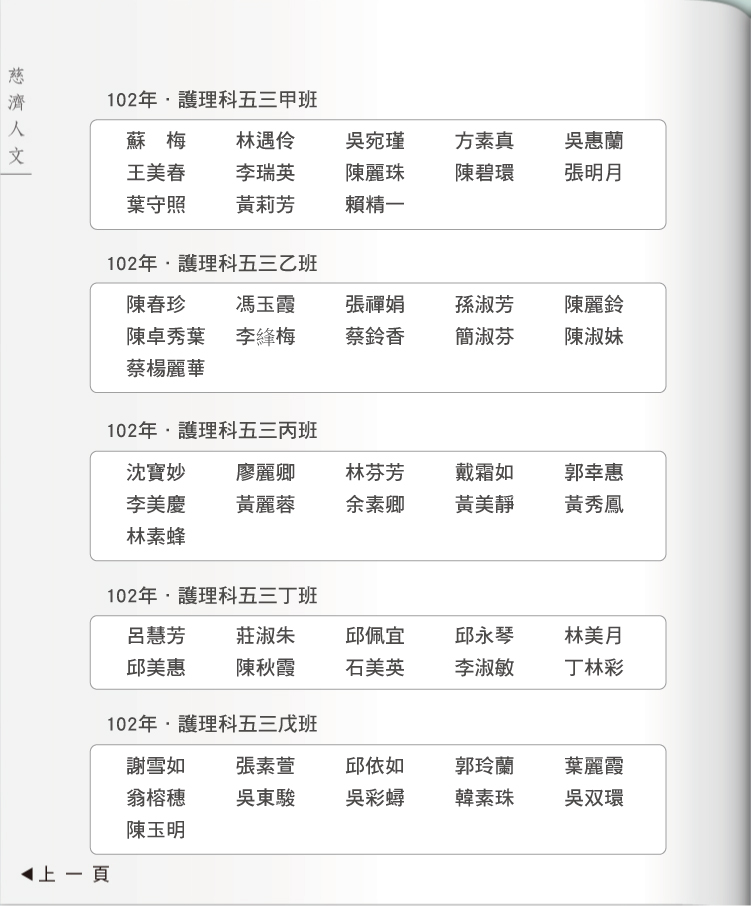 慈濟人文
102年・護理科五三甲班
蘇　梅 林遇伶 吳宛瑾 方素真 吳惠蘭
王美春 李瑞英 陳麗珠 陳碧環 張明月
葉守照 黃莉芳 賴精一
102年・護理科五三乙班
陳春珍 馮玉霞 張禪娟 孫淑芳 陳麗鈴
陳卓秀葉 李絳梅 蔡鈴香 簡淑芬 陳淑妹
蔡楊麗華
102年・護理科五三丙班
沈寶妙 廖麗卿 林芬芳 戴霜如 郭幸惠
李美慶 黃麗蓉 余素卿 黃美靜 黃秀鳳
林素蜂
102年・護理科五三丁班
呂慧芳 莊淑朱 邱佩宜 邱永琴 林美月
邱美惠 陳秋霞 石美英 李淑敏 丁林彩
102年・護理科五三戊班
謝雪如 張素萱 邱依如 郭玲蘭 葉麗霞
翁榕穗 吳東駿 吳彩蟳 韓素珠 吳双環
陳玉明
◀上一頁